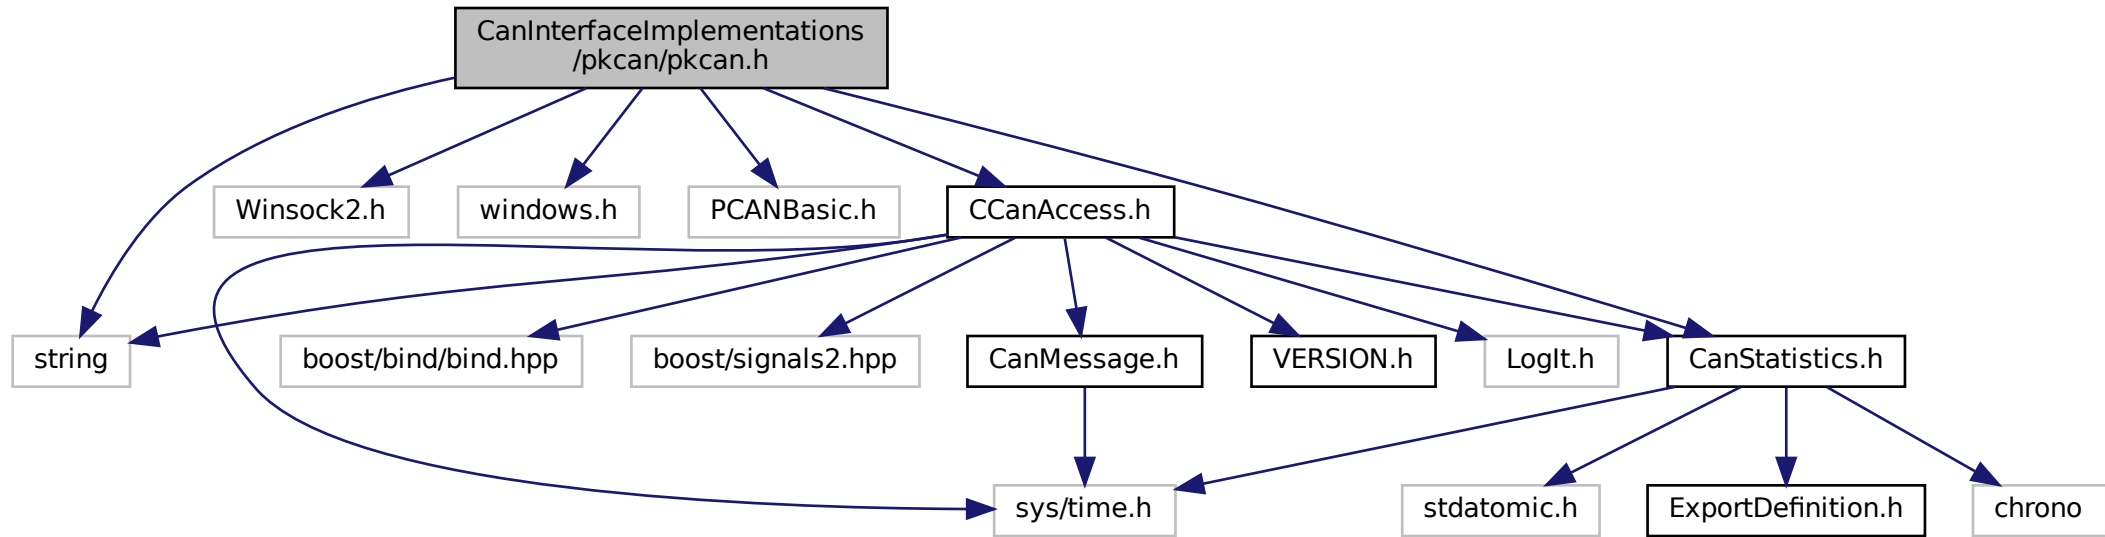 CanInterfaceImplementations
/pkcan/pkcan.h
Winsock2.h
windows.h
PCANBasic.h
CCanAccess.h
string
boost/bind/bind.hpp
boost/signals2.hpp
CanMessage.h
VERSION.h
LogIt.h
CanStatistics.h
sys/time.h
stdatomic.h
ExportDefinition.h
chrono